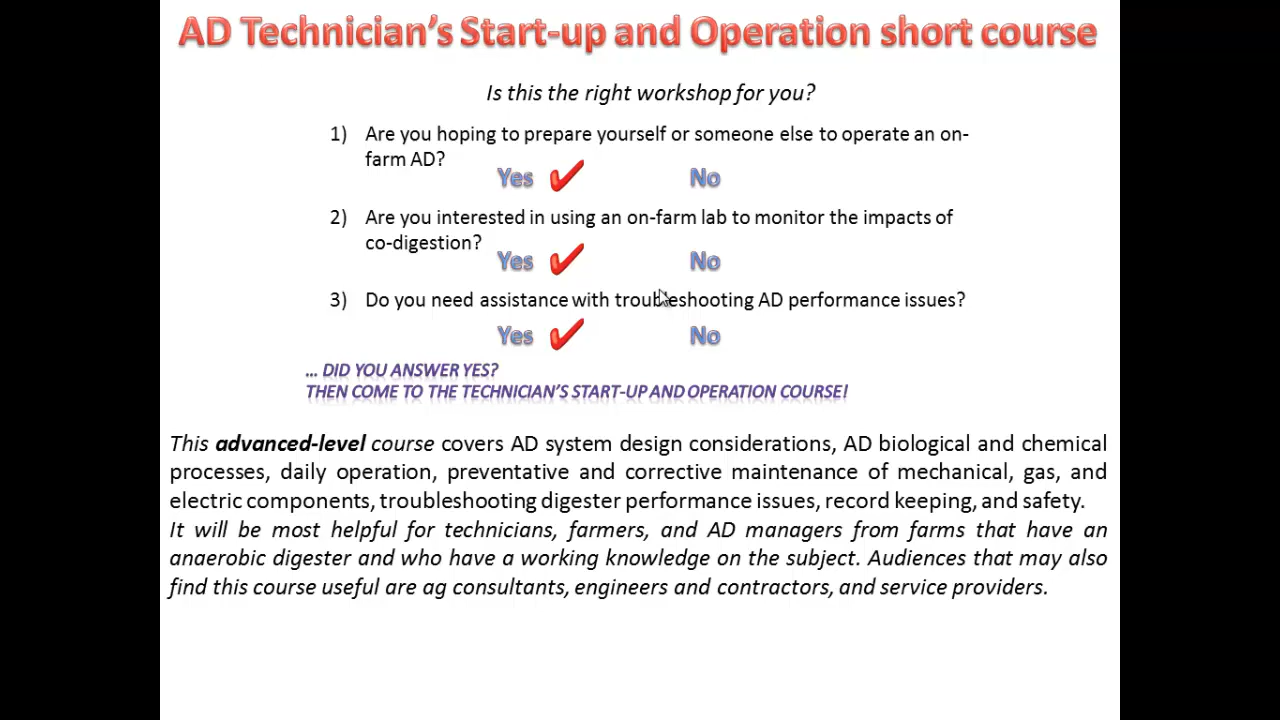 AD Technician's Start-up and Operation short course
Is this the right workshop for you?
1) Are you hoping to prepare yourself or someone else to operate an on-
farm AD?
Yes ✔ No
2) Are you interested in using an on-farm lab to monitor the impacts of
co-digestion?
Yes ✔ No
3) Do you need assistance with troubleshooting AD performance issues?
Yes ✔ No
... DID YOU ANSWER YES?
THEN COME TO THE TECHNICIAN'S START-UP AND OPERATION COURSE!
This advanced-level course covers AD system design considerations, AD biological and chemical
processes, daily operation, preventative and corrective maintenance of mechanical, gas, and
electric components, troubleshooting digester performance issues, record keeping, and safety.
It will be most helpful for technicians, farmers, and AD managers from farms that have an
anaerobic digester and who have a working knowledge on the subject. Audiences that may also
find this course useful are ag consultants, engineers and contractors, and service providers.